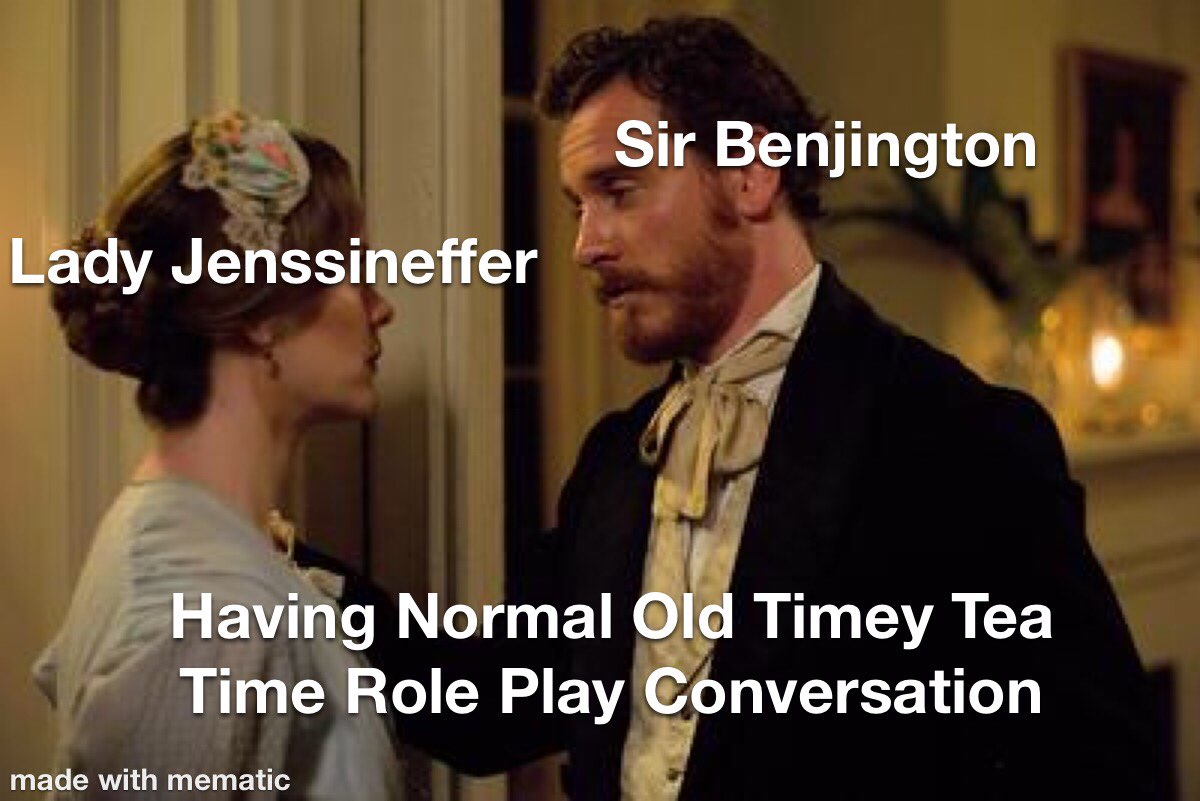 Sir Benjington
Lady Jenssineffer
Having Normal Old Timey Tea
Time Role Play Conversation
made with mematic